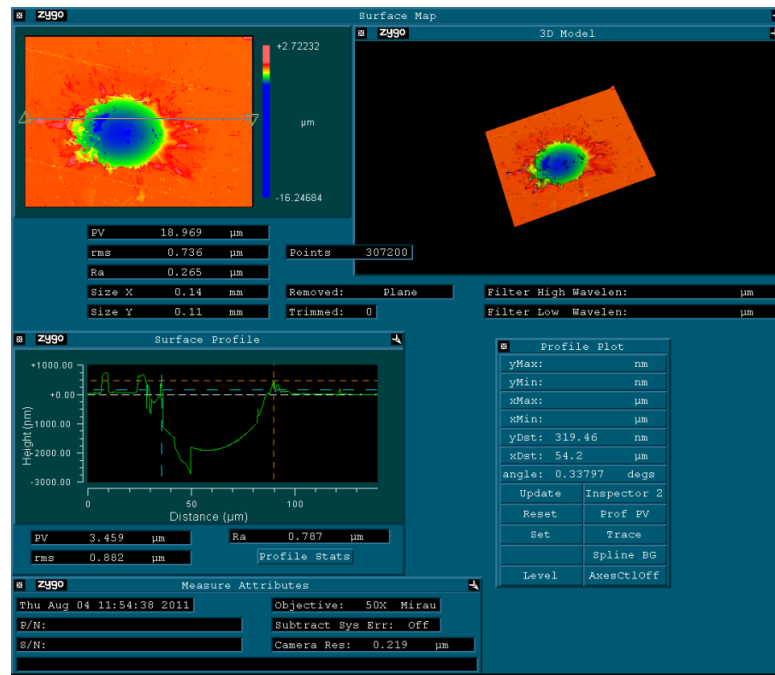 zygo Surface Map
+2.72232
μm
-16.24684
zygo 3D Model
PV 18.969 μm
rms 0.736 μm
Ra 0.265 μm
Size X 0.14 mm
Size Y 0.11 mm
Points 307200
Removed: Plane
Trimmed: 0
Filter High Wavelen: μm
Filter Low Wavelen: μm
zygo Surface Profile
+1000.00
+0.00
-1000.00
-2000.00
-3000.00
Height (nm)
0 50 100
Distance (μm)
PV 3.459 μm
rms 0.882 μm
Ra 0.787 μm
Profile Stats
Profile Plot
yMax: nm
yMin: nm
xMax: μm
xMin: μm
yDst: 319.46 nm
xDst: 54.2 μm
angle: 0.33797 degs
Update Inspector 2
Reset Prof PV
Set Trace
Spline BG
Level AxesCtlOff
zygo Measure Attributes
Thu Aug 04 11:54:38 2011
P/N:
S/N:
Objective: 50X Mirau
Subtract Sys Err: Off
Camera Res: 0.219 μm